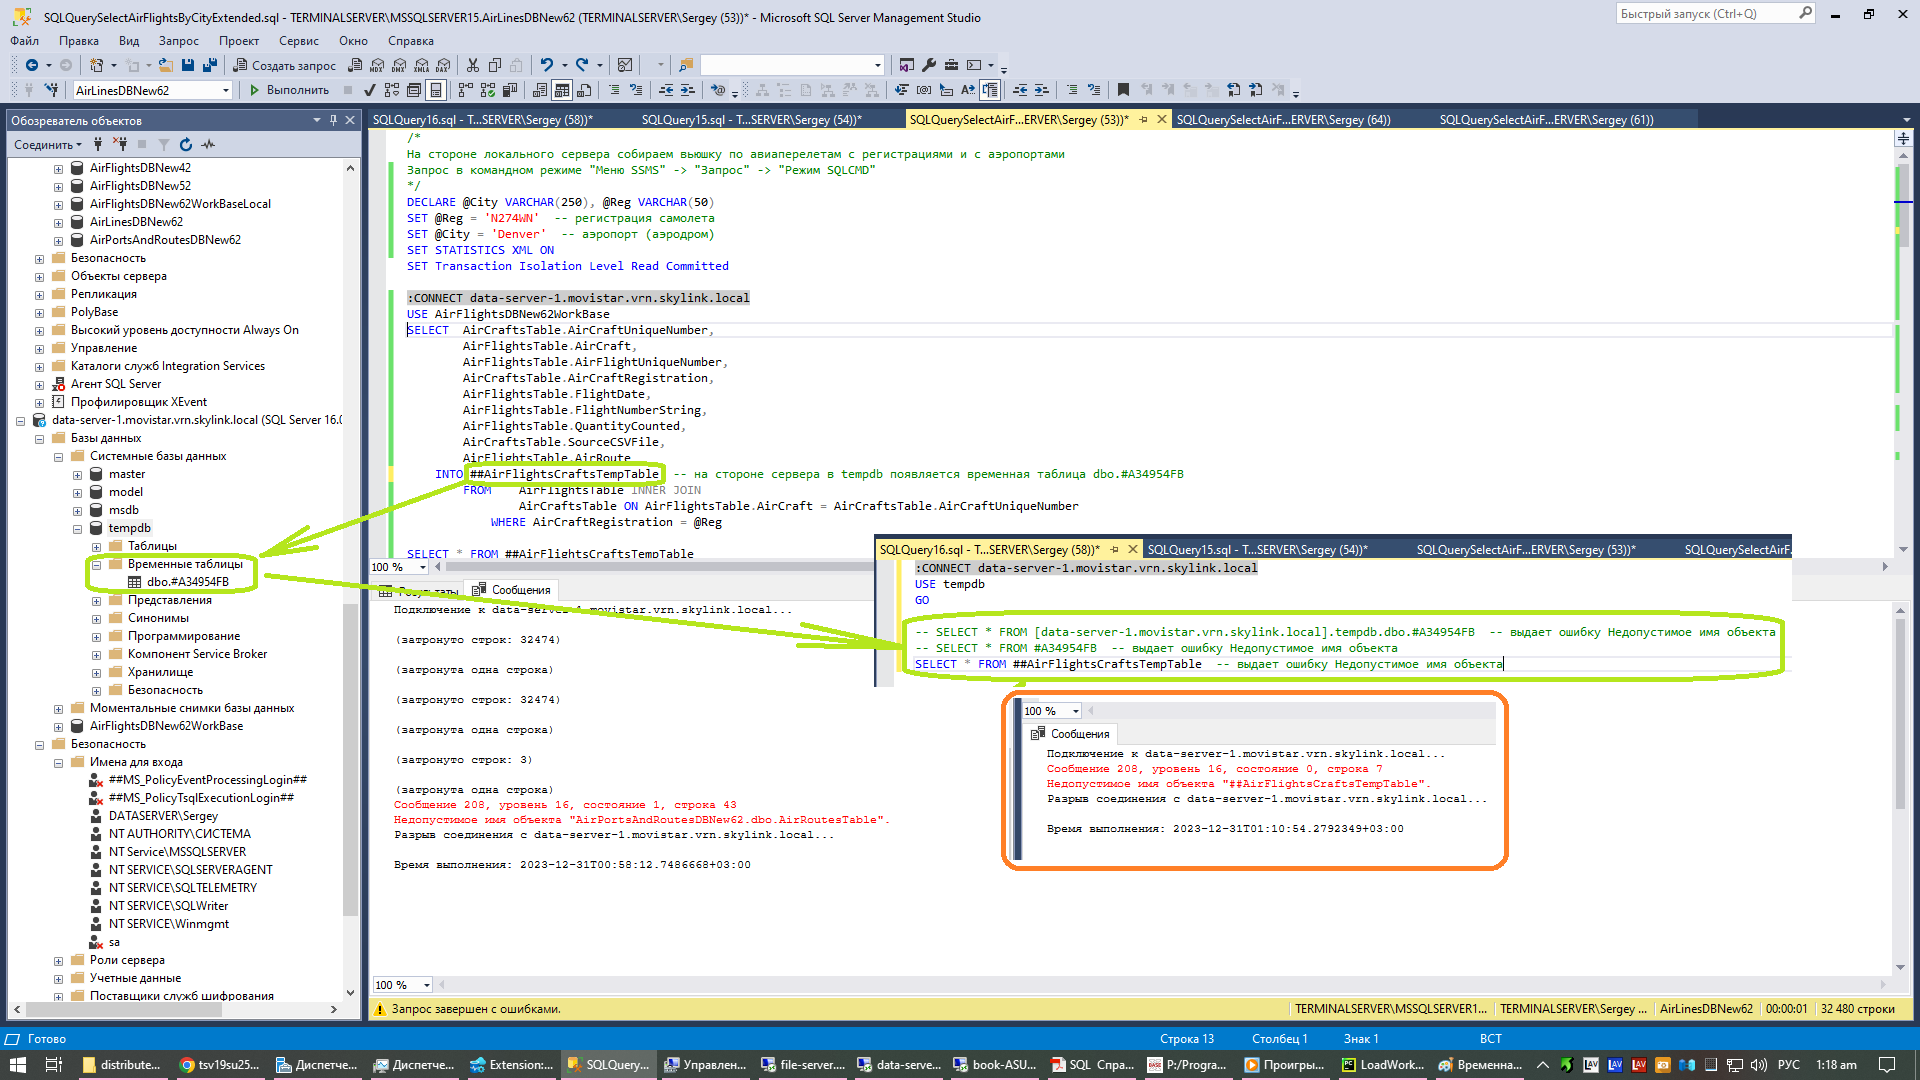 SQLQuerySelectAirFlightsByCityExtended.sql - TERMINALSERVER\MSSQLSERVER15.AirLinesDBNew62 (TERMINALSERVER\Sergey (53))* - Microsoft SQL Server Management Studio
Быстрый запуск (Ctrl+Q)
Файл Правка Вид Запрос Проект Сервис Окно Справка
Создать запрос
AirLinesDBNew62
Выполнить
Обозреватель объектов
Соединить
AirFlightsDBNew42
AirFlightsDBNew52
AirFlightsDBNew62WorkBaseLocal
AirLinesDBNew62
AirPortsAndRoutesDBNew62
Безопасность
Объекты сервера
Репликация
PolyBase
Высокий уровень доступности Always On
Управление
Каталоги служб Integration Services
Агент SQL Server
Профилировщик XEvent
data-server-1.movistar.vrn.skylink.local (SQL Server 16.0
Базы данных
Системные базы данных
master
model
msdb
tempdb
Таблицы
Временные таблицы
dbo.#A34954FB
Представления
Синонимы
Программирование
Компонент Service Broker
Хранилище
Безопасность
Моментальные снимки базы данных
AirFlightsDBNew62WorkBase
Безопасность
Имена для входа
##MS_PolicyEventProcessingLogin##
##MS_PolicyTsqlExecutionLogin##
DATASERVER\Sergey
NT AUTHORITY\СИСТЕМА
NT Service\MSSQLSERVER
NT SERVICE\SQLSERVERAGENT
NT SERVICE\SQLTELEMETRY
NT SERVICE\SQLWriter
NT SERVICE\Winmgmt
sa
Роли сервера
Учетные данные
Поставщики служб шифрования
SQLQuery16.sql - T...SERVER\Sergey (58))*
SQLQuery15.sql - T...SERVER\Sergey (54))*
SQLQuerySelectAirF...ERVER\Sergey (53))*
SQLQuerySelectAirF...ERVER\Sergey (64))
SQLQuerySelectAirF...ERVER\Sergey (61))
/*
На стороне локального сервера собираем вьюшку по авиаперелетам с регистрациями и с аэропортами
Запрос в командном режиме "Меню SSMS" -> "Запрос" -> "Режим SQLCMD"
*/
DECLARE @City VARCHAR(250), @Reg VARCHAR(50)
SET @Reg = 'N274WN' -- регистрация самолета
SET @City = 'Denver' -- аэропорт (аэродром)
SET STATISTICS XML ON
SET Transaction Isolation Level Read Committed
:CONNECT data-server-1.movistar.vrn.skylink.local
USE AirFlightsDBNew62WorkBase
SELECT AirCraftsTable.AirCraftUniqueNumber,
AirFlightsTable.AirCraft,
AirFlightsTable.AirFlightUniqueNumber,
AirCraftsTable.AirCraftRegistration,
AirFlightsTable.FlightDate,
AirFlightsTable.FlightNumberString,
AirFlightsTable.QuantityCounted,
AirCraftsTable.SourceCSVFile,
AirFlightsTable.AirRoute
INTO ##AirFlightsCraftsTempTable -- на стороне сервера в tempdb появляется временная таблица dbo.#A34954FB
FROM AirFlightsTable INNER JOIN
AirCraftsTable ON AirFlightsTable.AirCraft = AirCraftsTable.AirCraftUniqueNumber
WHERE AirCraftRegistration = @Reg
SELECT * FROM ##AirFlightsCraftsTempTable
100 %
Результаты
Сообщения
Подключение к data-server-1.movistar.vrn.skylink.local...
(затронуто строк: 32474)
(затронута одна строка)
(затронуто строк: 32474)
(затронута одна строка)
(затронуто строк: 3)
(затронута одна строка)
Сообщение 208, уровень 16, состояние 1, строка 43
Недопустимое имя объекта "AirPortsAndRoutesDBNew62.dbo.AirRoutesTable".
Разрыв соединения с data-server-1.movistar.vrn.skylink.local...
Время выполнения: 2023-12-31T00:58:12.7486668+03:00
SQLQuery16.sql - T...SERVER\Sergey (58))*
SQLQuery15.sql - T...SERVER\Sergey (54))*
SQLQuerySelectAirF...ERVER\Sergey (53))*
SQLQuerySelectAirF
:CONNECT data-server-1.movistar.vrn.skylink.local
USE tempdb
GO
-- SELECT * FROM [data-server-1.movistar.vrn.skylink.local].tempdb.dbo.#A34954FB -- выдает ошибку Недопустимое имя объекта
-- SELECT * FROM #A34954FB -- выдает ошибку Недопустимое имя объекта
SELECT * FROM ##AirFlightsCraftsTempTable -- выдает ошибку Недопустимое имя объекта
100 %
Сообщения
Подключение к data-server-1.movistar.vrn.skylink.local...
Сообщение 208, уровень 16, состояние 0, строка 7
Недопустимое имя объекта "##AirFlightsCraftsTempTable".
Разрыв соединения с data-server-1.movistar.vrn.skylink.local...
Время выполнения: 2023-12-31T01:10:54.2792349+03:00
100 %
Запрос завершен с ошибками.
TERMINALSERVER\MSSQLSERVER1... TERMINALSERVER\Sergey ... AirLinesDBNew62 00:00:01 32 480 строки
Готово
Строка 13 Столбец 1 Знак 1 ВСТ
distribute... tsv19su25... Диспетче... Диспетче... Extension:... SQLQuery... Управлен... file-server... data-serve... book-ASU... SQL Спра... P:/Progra... Проигры... LoadWork... Временна...
РУС 1:18 am